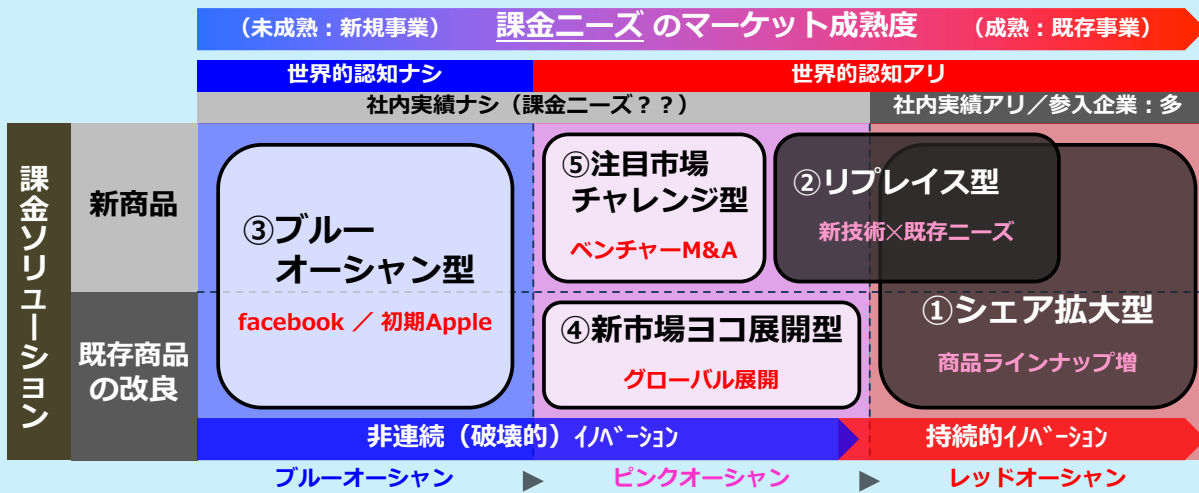 (未成熟：新規事業) 課金ニーズ のマーケット成熟度 (成熟：既存事業)
世界的認知ナシ 世界的認知アリ
社内実績ナシ（課金ニーズ？？） 社内実績アリ／参入企業：多
課金ソリューション
新商品
③ブルー
オーシャン型
facebook ／ 初期Apple
⑤注目市場
チャレンジ型
ベンチャーM&A
②リプレイス型
新技術×既存ニーズ
既存商品
の改良
④新市場ヨコ展開型
グローバル展開
①シェア拡大型
商品ラインナップ増
非連続（破壊的）ｲﾉﾍﾞｰｼｮﾝ 持続的ｲﾉﾍﾞｰｼｮﾝ
ブルーオーシャン ▶ ピンクオーシャン ▶ レッドオーシャン